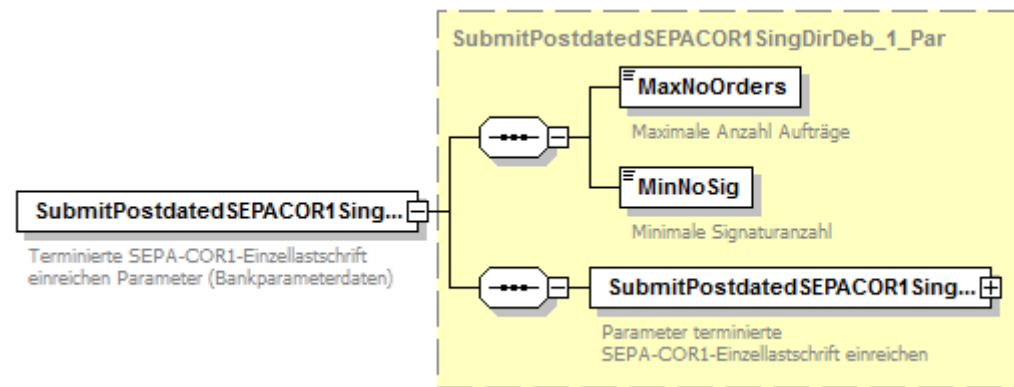 SubmitPostdatedSEPACOR1SingDirDeb_1_Par
MaxNoOrders
Maximale Anzahl Aufträge
MinNoSig
Minimale Signaturanzahl
SubmitPostdatedSEPACOR1Sing...
Terminierte SEPA-COR1-Einzellastschrift
einreichen Parameter (Bankparameterdaten)
SubmitPostdatedSEPACOR1Sing...
Parameter terminierte
SEPA-COR1-Einzellastschrift einreichen